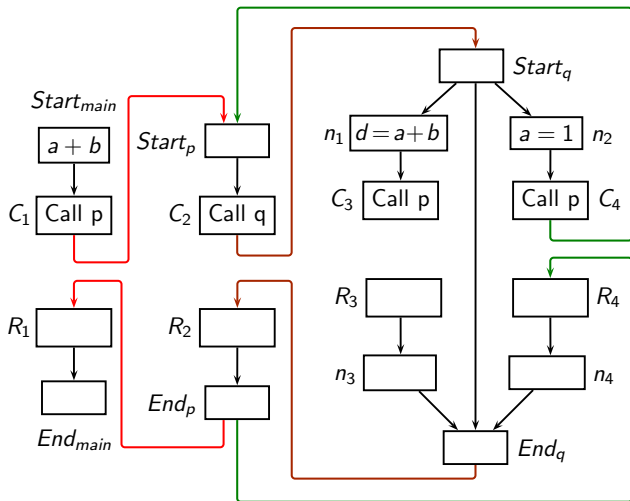 Start_q
Start_main
a + b
Start_p
n_1 d = a + b
a = 1 n_2
C_1 Call p
C_2 Call q
C_3 Call p
Call p C_4
R_1
R_2
R_3
R_4
n_3
n_4
End_main
End_p
End_q